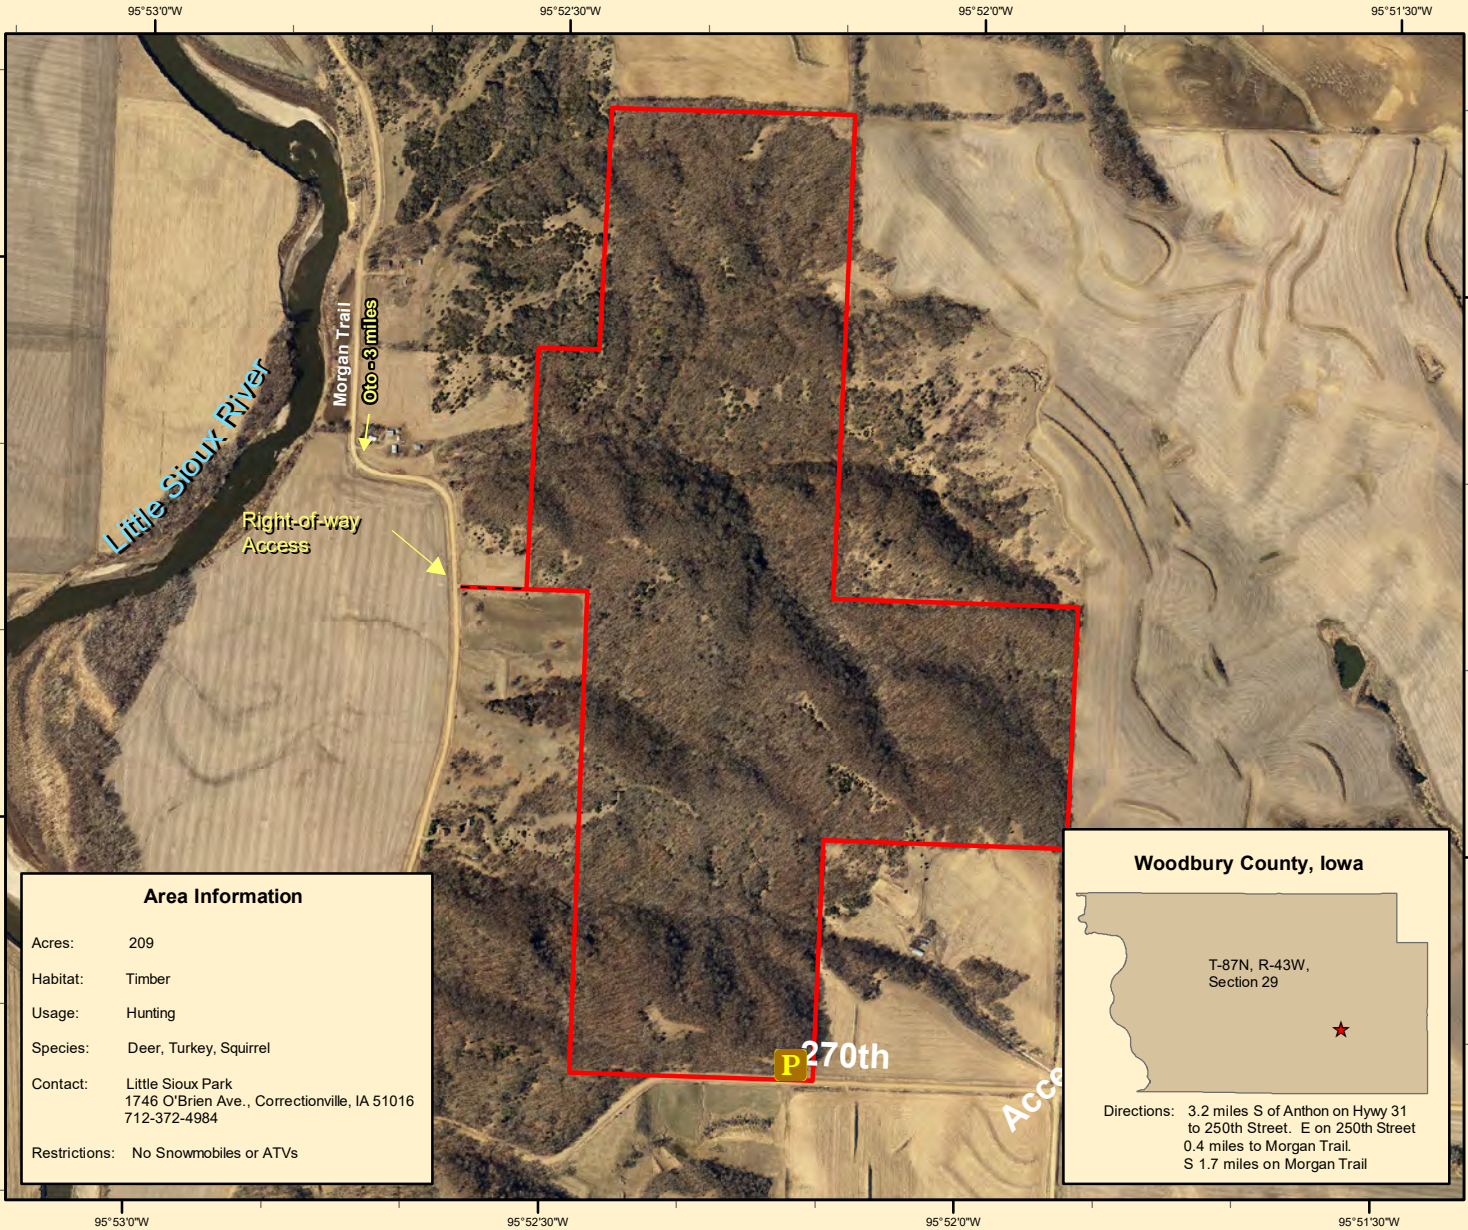 95°53'0"W
95°52'30"W
95°52'0"W
95°51'30"W
Morgan Trail
Oto - 3 miles
Little Sioux River
Right-of-way
Access
P
270th
Acce
Area Information
Acres: 209
Habitat: Timber
Usage: Hunting
Species: Deer, Turkey, Squirrel
Contact: Little Sioux Park
1746 O'Brien Ave., Correctionville, IA 51016
712-372-4984
Restrictions: No Snowmobiles or ATVs
Woodbury County, Iowa
T-87N, R-43W,
Section 29
Directions: 3.2 miles S of Anthon on Hywy 31
to 250th Street. E on 250th Street
0.4 miles to Morgan Trail.
S 1.7 miles on Morgan Trail
95°53'0"W
95°52'30"W
95°52'0"W
95°51'30"W